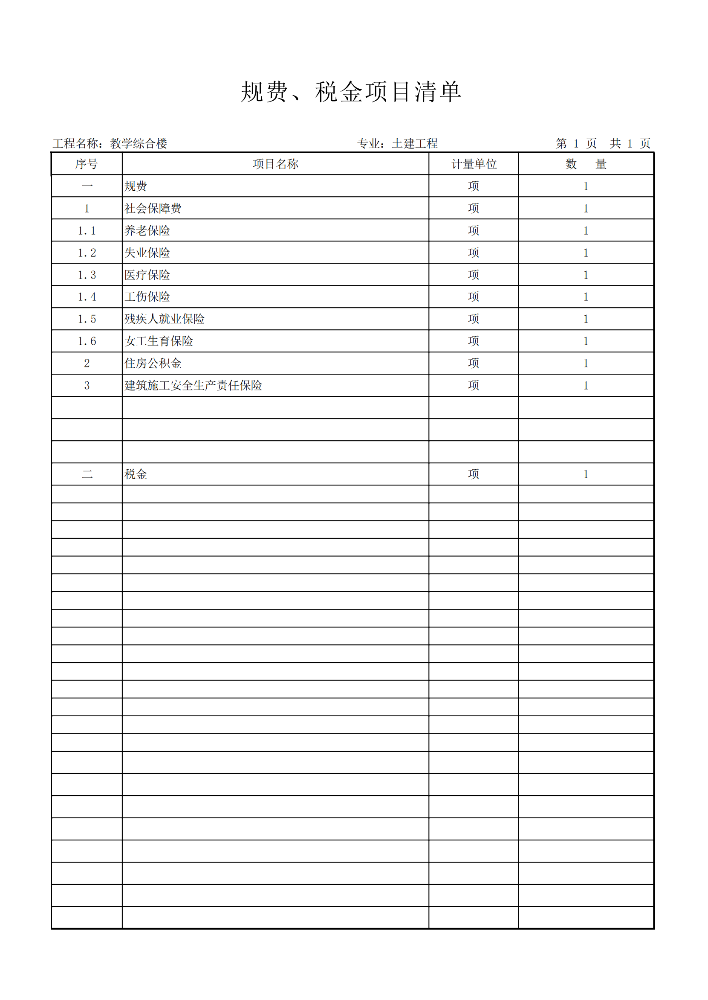 规费、税金项目清单
工程名称：教学综合楼 专业：土建工程 第 1 页 共 1 页
序号 项目名称 计量单位 数 量
一 规费 项 1
1 社会保障费 项 1
1.1 养老保险 项 1
1.2 失业保险 项 1
1.3 医疗保险 项 1
1.4 工伤保险 项 1
1.5 残疾人就业保险 项 1
1.6 女工生育保险 项 1
2 住房公积金 项 1
3 建筑施工安全生产责任保险 项 1
二 税金 项 1